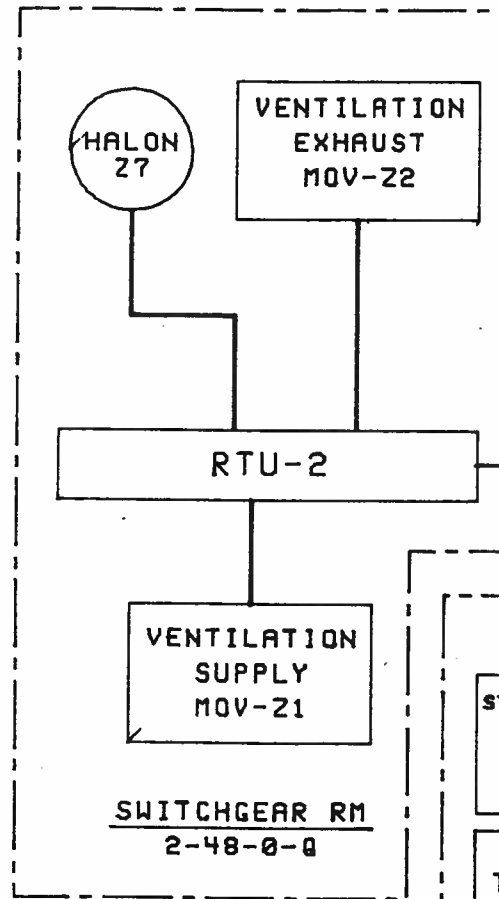 HALON
Z7
VENTILATION
EXHAUST
MOV-Z2
RTU-2
VENTILATION
SUPPLY
MOV-Z1
SWITCHGEAR RM
2-48-0-Q